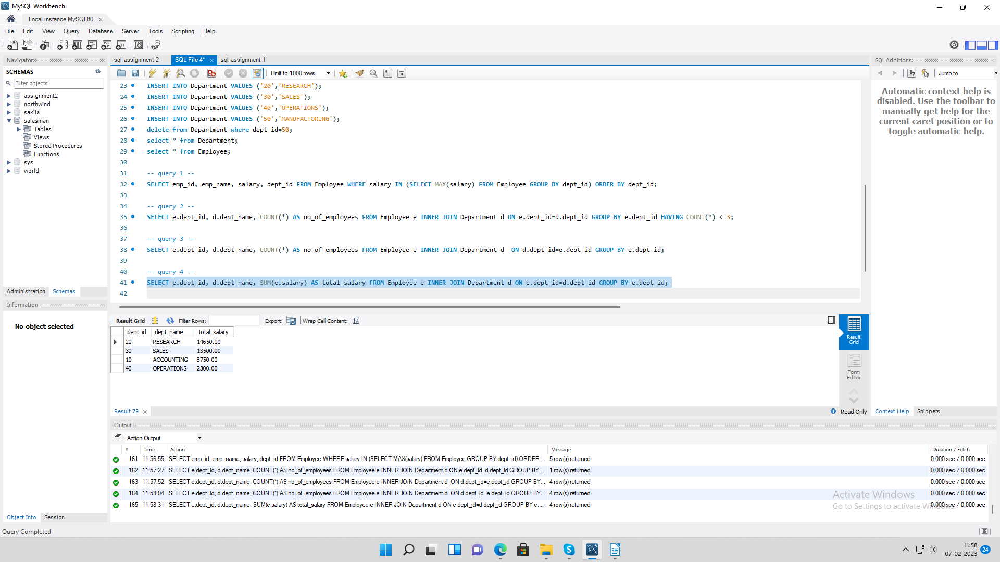 MySQL Workbench
Local instance MySQL80
File Edit View Query Database Server Tools Scripting Help
Navigator
SCHEMAS
Filter objects
assignment2
northwind
sakila
salesman
Tables
Views
Stored Procedures
Functions
sys
world
Administration Schemas
Information
No object selected
Object Info Session
sql-assignment-2 SQL File 4* sql-assignment-1
Limit to 1000 rows
23 INSERT INTO Department VALUES ('20','RESEARCH');
24 INSERT INTO Department VALUES ('30','SALES');
25 INSERT INTO Department VALUES ('40','OPERATIONS');
26 INSERT INTO Department VALUES ('50','MANUFACTORING');
27 delete from Department where dept_id=50;
28 select * from Department;
29 select * from Employee;
30
31 -- query 1 --
32 SELECT emp_id, emp_name, salary, dept_id FROM Employee WHERE salary IN (SELECT MAX(salary) FROM Employee GROUP BY dept_id) ORDER BY dept_id;
33
34 -- query 2 --
35 SELECT e.dept_id, d.dept_name, COUNT(*) AS no_of_employees FROM Employee e INNER JOIN Department d ON e.dept_id=d.dept_id GROUP BY e.dept_id HAVING COUNT(*) < 3;
36
37 -- query 3 --
38 SELECT e.dept_id, d.dept_name, COUNT(*) AS no_of_employees FROM Employee e INNER JOIN Department d  ON d.dept_id=e.dept_id GROUP BY e.dept_id;
39
40 -- query 4 --
41 SELECT e.dept_id, d.dept_name, SUM(e.salary) AS total_salary FROM Employee e INNER JOIN Department d ON e.dept_id=d.dept_id GROUP BY e.dept_id;
42
Result Grid Filter Rows: Export: Wrap Cell Content:
dept_id dept_name total_salary
20 RESEARCH 14650.00
30 SALES 13500.00
10 ACCOUNTING 8750.00
40 OPERATIONS 2300.00
Result Grid
Form Editor
Result 79
Read Only
SQLAdditions
Jump to
Automatic context help is
disabled. Use the toolbar to
manually get help for the
current caret position or to
toggle automatic help.
Context Help Snippets
Output
Action Output
# Time Action Message Duration / Fetch
161 11:56:55 SELECT emp_id, emp_name, salary, dept_id FROM Employee WHERE salary IN (SELECT MAX(salary) FROM Employee GROUP BY dept_id) ORDER... 5 row(s) returned 0.000 sec / 0.000 sec
162 11:57:27 SELECT e.dept_id, d.dept_name, COUNT(*) AS no_of_employees FROM Employee e INNER JOIN Department d ON e.dept_id=d.dept_id GROUP BY ... 1 row(s) returned 0.000 sec / 0.000 sec
163 11:57:52 SELECT e.dept_id, d.dept_name, COUNT(*) AS no_of_employees FROM Employee e INNER JOIN Department d  ON d.dept_id=e.dept_id GROUP BY... 4 row(s) returned 0.000 sec / 0.000 sec
164 11:58:04 SELECT e.dept_id, d.dept_name, COUNT(*) AS no_of_employees FROM Employee e INNER JOIN Department d  ON d.dept_id=e.dept_id GROUP BY... 4 row(s) returned 0.000 sec / 0.000 sec
165 11:58:31 SELECT e.dept_id, d.dept_name, SUM(e.salary) AS total_salary FROM Employee e INNER JOIN Department d ON e.dept_id=d.dept_id GROUP BY e.... 4 row(s) returned 0.000 sec / 0.000 sec
Activate Windows
Go to Settings to activate Windows.
Query Completed
11:58
07-02-2023
24